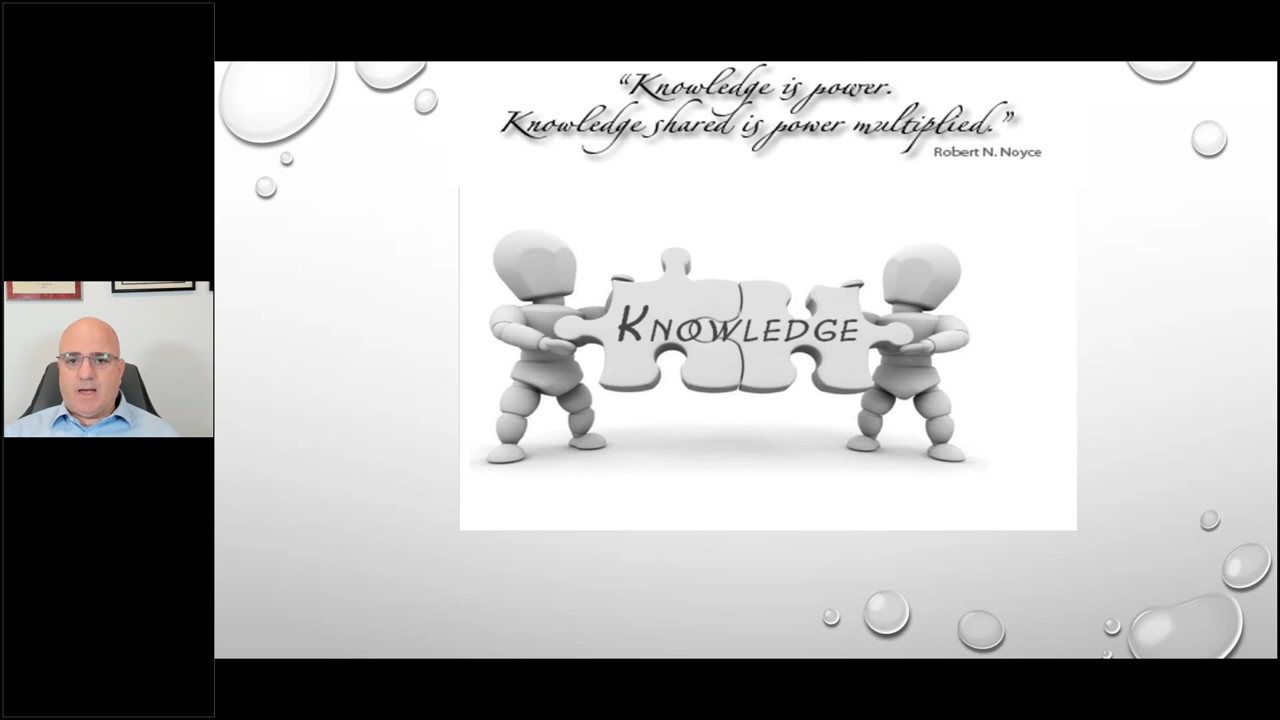 “Knowledge is power.
Knowledge shared is power multiplied.”
Robert N. Noyce
KNOWLEDGE